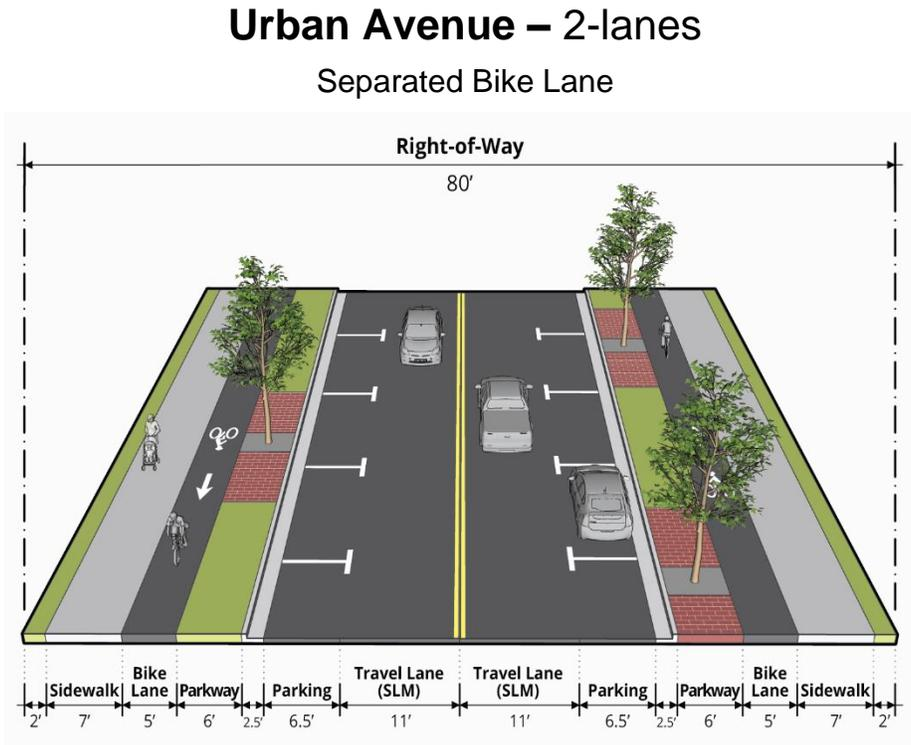 Urban Avenue – 2-lanes
Separated Bike Lane
Right-of-Way
80’
Sidewalk Bike Lane Parkway Parking Travel Lane (SLM) Travel Lane (SLM) Parking Parkway Bike Lane Sidewalk
2’ 7’ 5’ 6’ 2.5’ 6.5’ 11’ 11’ 6.5’ 2.5’ 6’ 5’ 7’ 2’